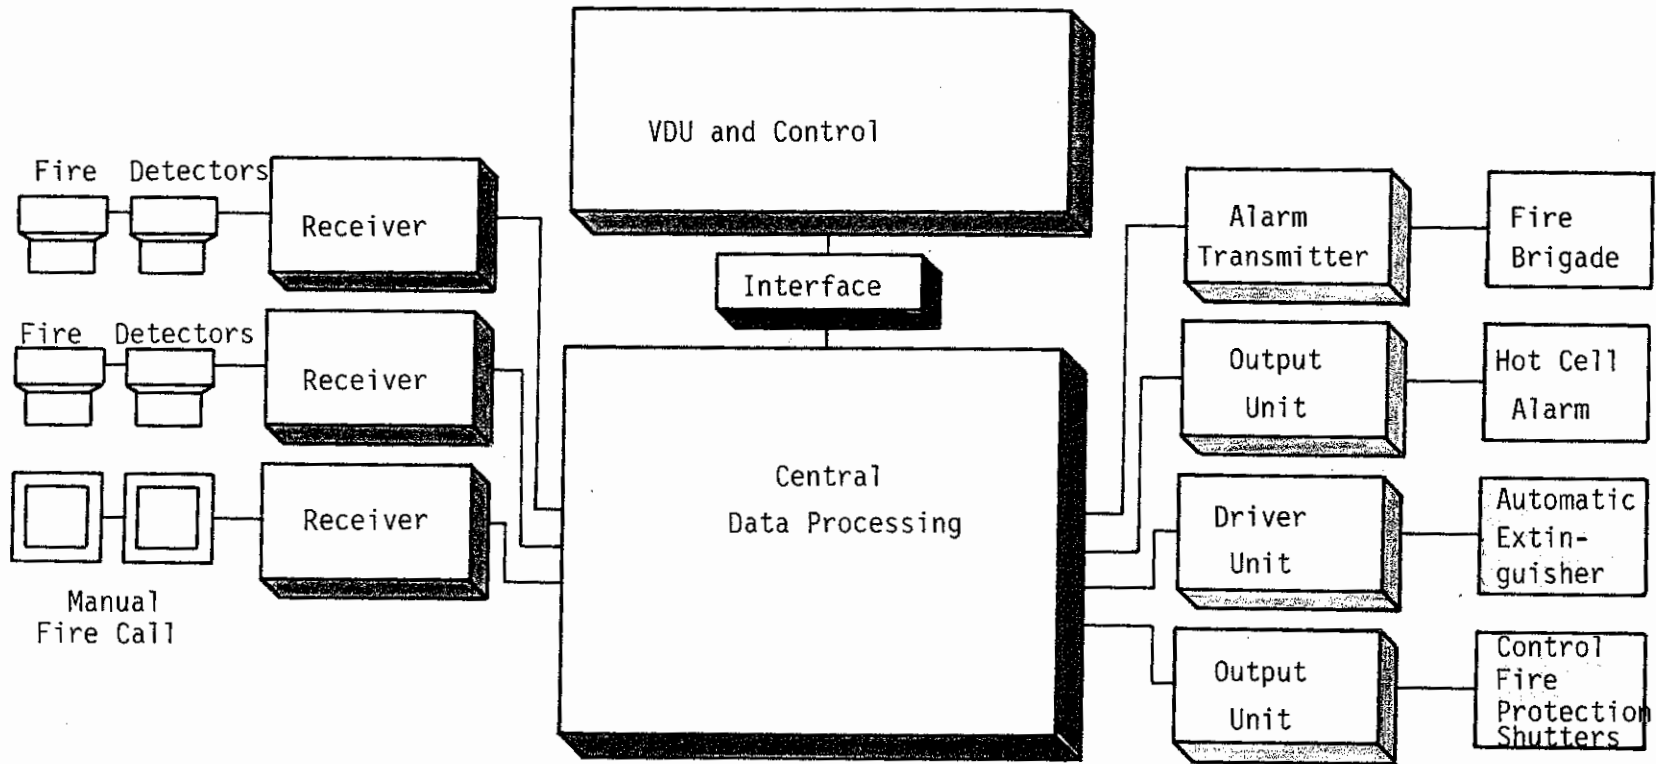 VDU and Control
Interface
Fire Detectors
Receiver
Fire Detectors
Receiver
Receiver
Manual
Fire Call
Central
Data Processing
Alarm
Transmitter
Fire
Brigade
Output
Unit
Hot Cell
Alarm
Driver
Unit
Automatic
Extin-
guisher
Output
Unit
Control
Fire
Protection
Shutters